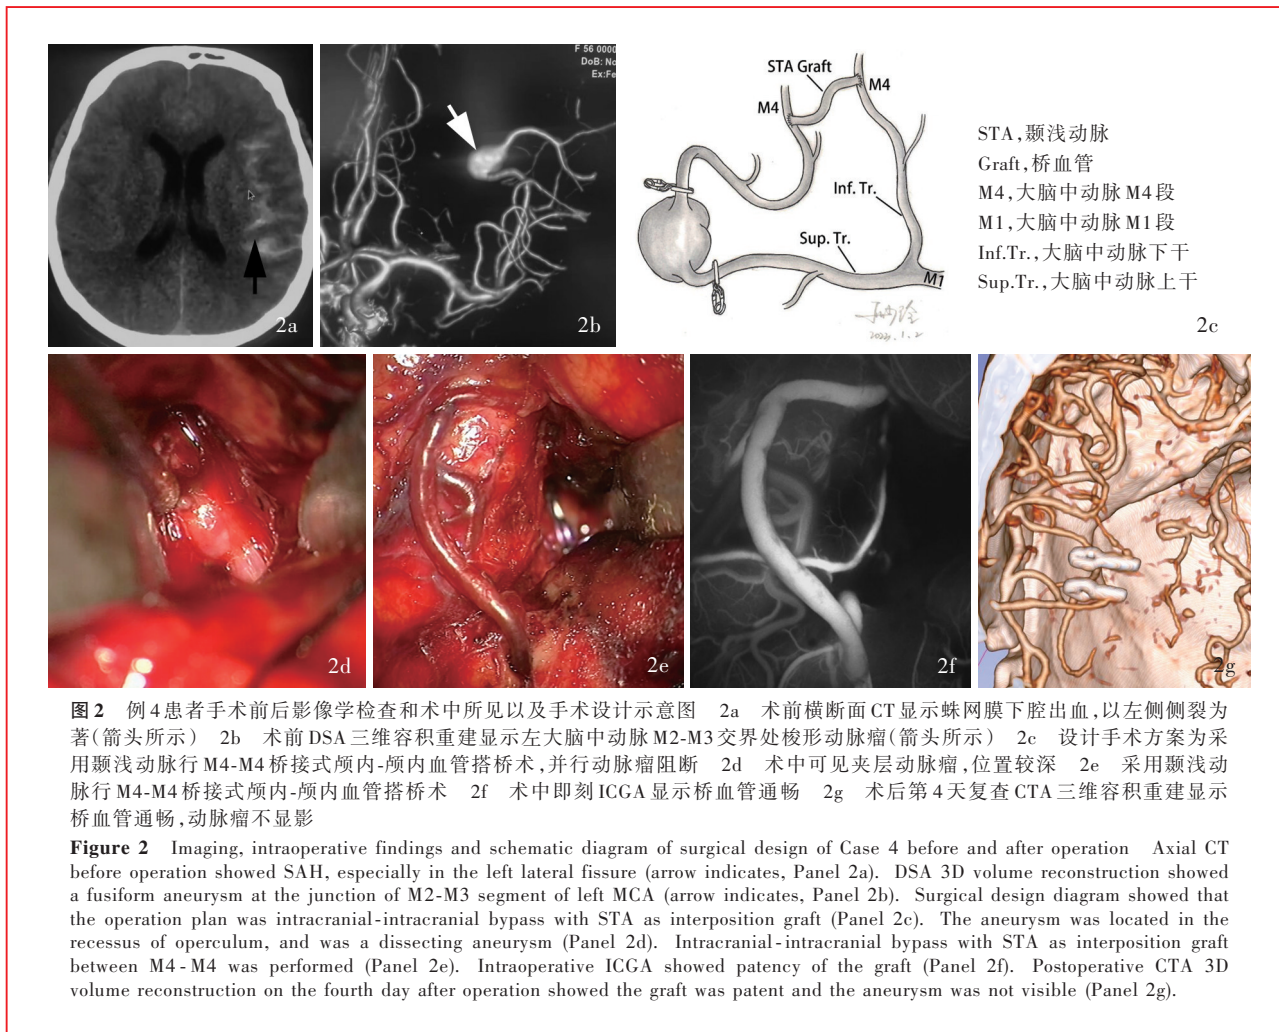 F 56 0000
DoB: No
Ex:Fe
2a
2b
STA Graft
M4
M4
Inf. Tr.
Sup. Tr.
M1
2023.1.2
STA,颞浅动脉
Graft,桥血管
M4,大脑中动脉M4段
M1,大脑中动脉M1段
Inf.Tr.,大脑中动脉下干
Sup.Tr.,大脑中动脉上干
2c
2d
2e
2f
2g
图2 例4患者手术前后影像学检查和术中所见以及手术设计示意图 2a 术前横断面CT显示蛛网膜下腔出血,以左侧侧裂为
著(箭头所示) 2b 术前DSA三维容积重建显示左大脑中动脉M2-M3交界处梭形动脉瘤(箭头所示) 2c 设计手术方案为采
用颞浅动脉行M4-M4桥接式颅内-颅内血管搭桥术,并行动脉瘤阻断 2d 术中可见夹层动脉瘤,位置较深 2e 采用颞浅动
脉行M4-M4桥接式颅内-颅内血管搭桥术 2f 术中即刻ICGA显示桥血管通畅 2g 术后第4天复查CTA三维容积重建显示
桥血管通畅,动脉瘤不显影
Figure 2 Imaging, intraoperative findings and schematic diagram of surgical design of Case 4 before and after operation Axial CT
before operation showed SAH, especially in the left lateral fissure (arrow indicates, Panel 2a). DSA 3D volume reconstruction showed
a fusiform aneurysm at the junction of M2-M3 segment of left MCA (arrow indicates, Panel 2b). Surgical design diagram showed that
the operation plan was intracranial-intracranial bypass with STA as interposition graft (Panel 2c). The aneurysm was located in the
recessus of operculum, and was a dissecting aneurysm (Panel 2d). Intracranial-intracranial bypass with STA as interposition graft
between M4-M4 was performed (Panel 2e). Intraoperative ICGA showed patency of the graft (Panel 2f). Postoperative CTA 3D
volume reconstruction on the fourth day after operation showed the graft was patent and the aneurysm was not visible (Panel 2g).